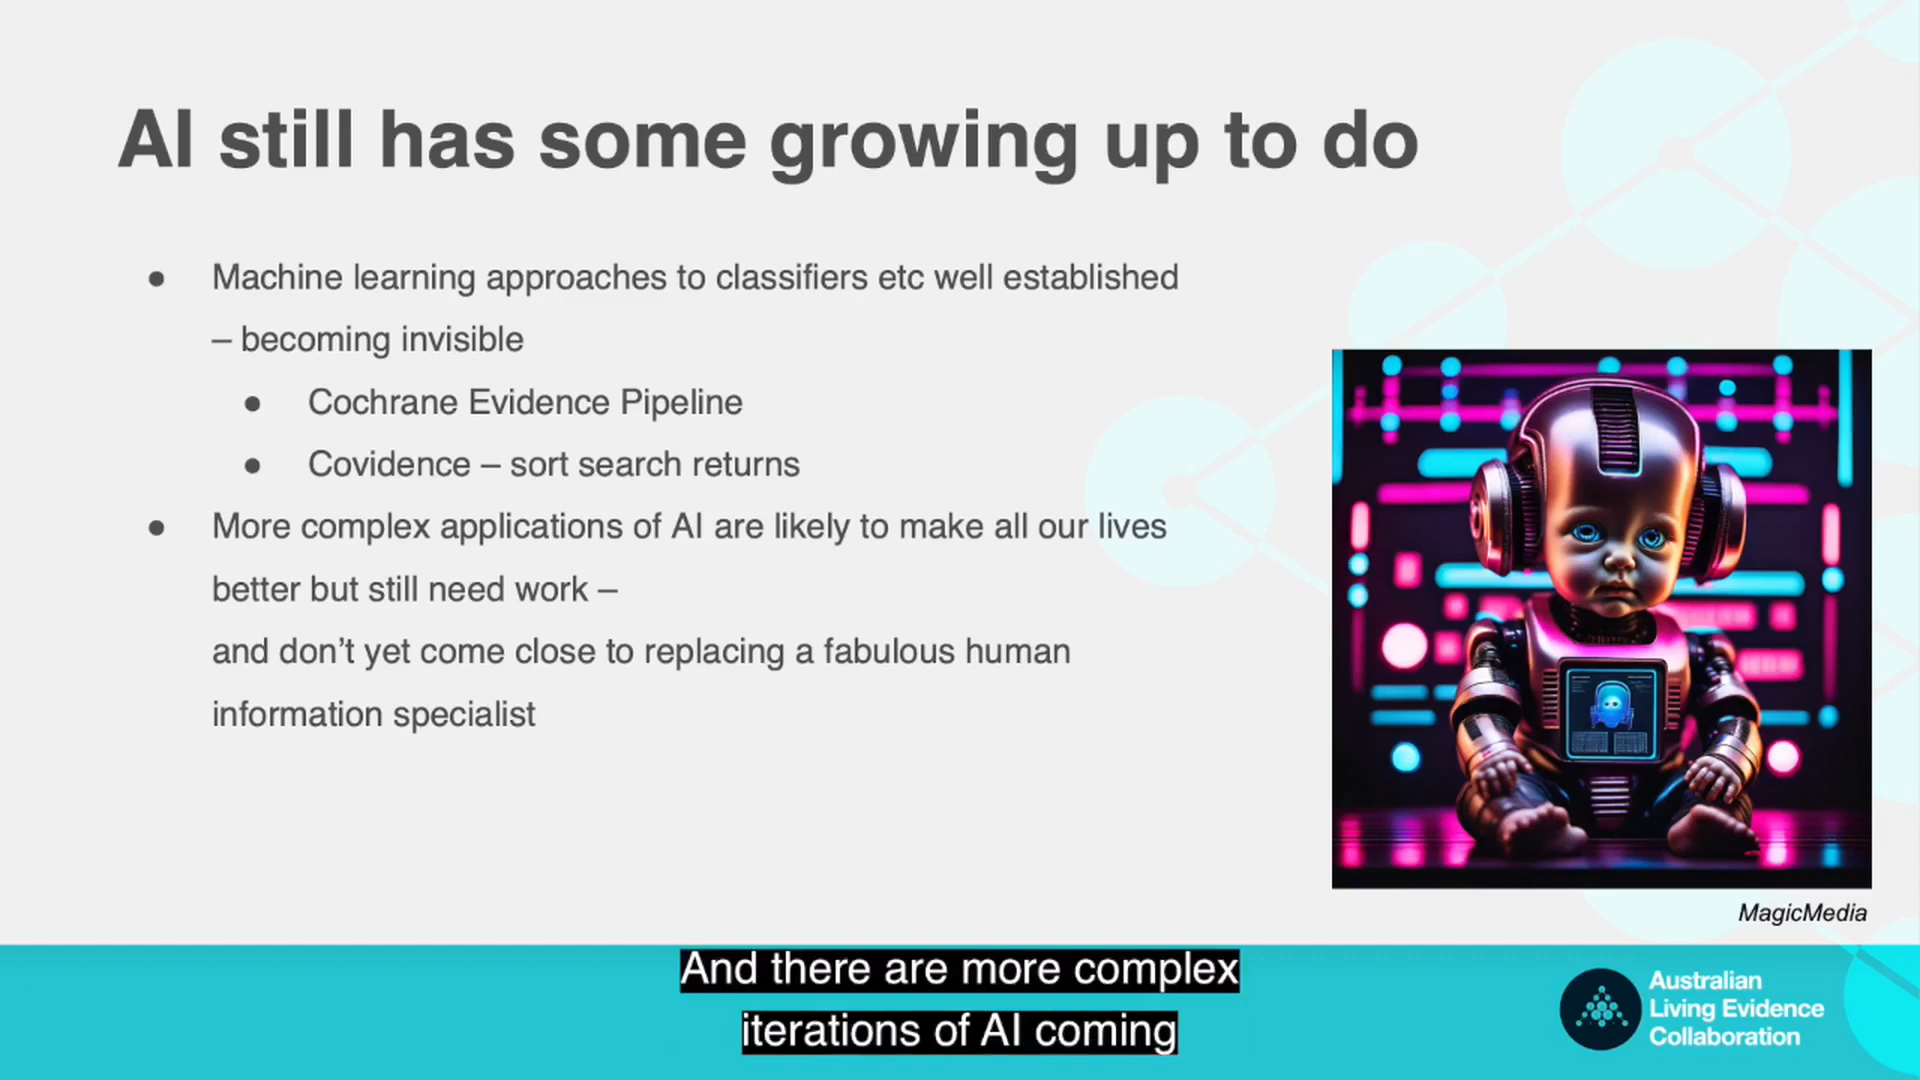 AI still has some growing up to do
● Machine learning approaches to classifiers etc well established
– becoming invisible
● Cochrane Evidence Pipeline
● Covidence – sort search returns
● More complex applications of AI are likely to make all our lives
better but still need work –
and don’t yet come close to replacing a fabulous human
information specialist
MagicMedia
And there are more complex
iterations of AI coming
Australian
Living Evidence
Collaboration